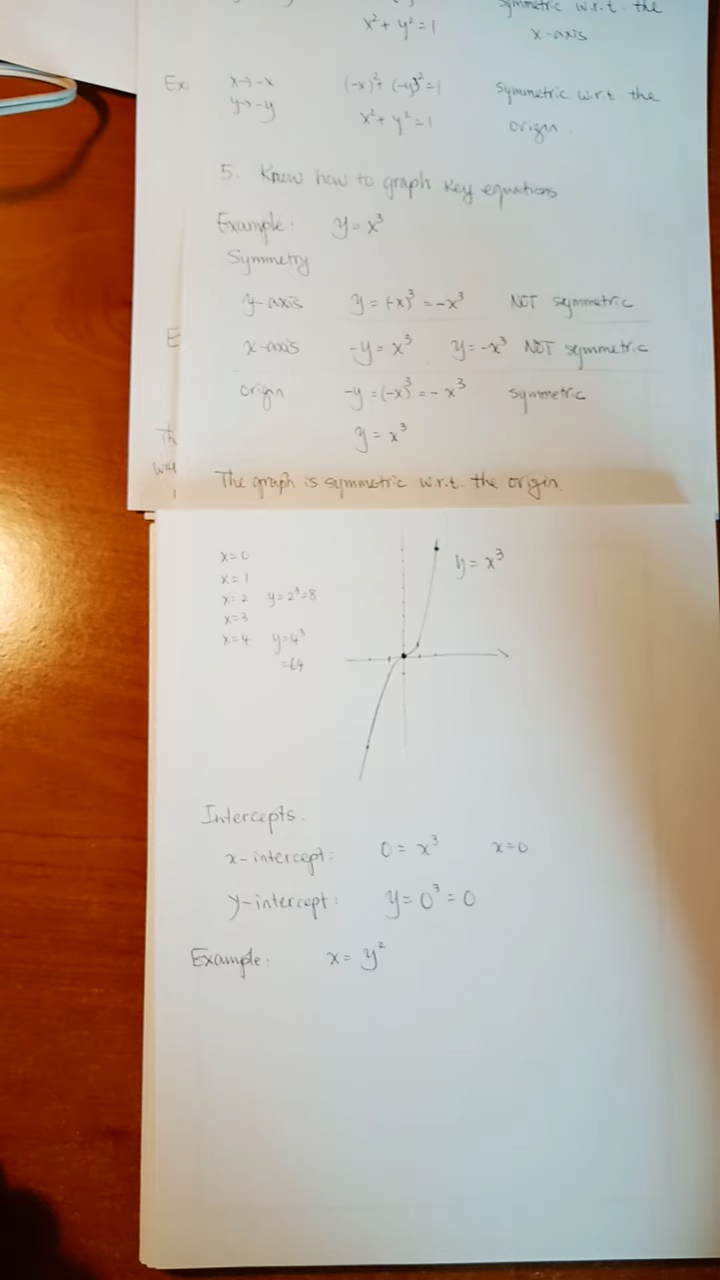 symmetric w.r.t. the
x² + y² = 1 x-axis
Ex x→-x (-x)² + (-y)² = 1 symmetric w.r.t the
y→-y x² + y² = 1 origin.
5. Know how to graph key equations
Example: y = x³
Symmetry
y-axis y = (-x)³ = -x³ NOT symmetric
x-axis -y = x³ y = -x³ NOT symmetric
E
origin -y = (-x)³ = -x³ symmetric
y = x³
Th
The graph is symmetric w.r.t. the origin.
x=0
y = x³
x=1
x=2 y=2³=8
x=3
x=4 y=4³
=64
Intercepts.
x-intercept: 0 = x³ x=0
y-intercept: y = 0³ = 0
Example: x = y²